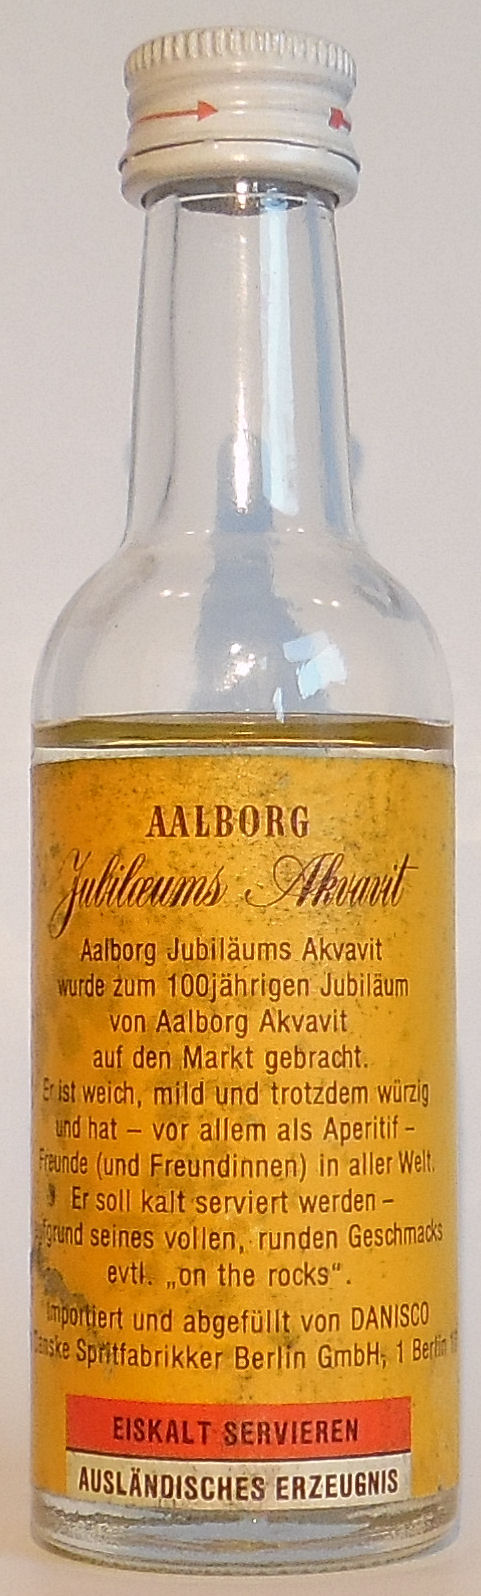 AALBORG
Jubilæums Akvavit
Aalborg Jubiläums Akvavit
wurde zum 100jährigen Jubiläum
von Aalborg Akvavit
auf den Markt gebracht.
Er ist weich, mild und trotzdem würzig
und hat – vor allem als Aperitif –
Freunde (und Freundinnen) in aller Welt.
Er soll kalt serviert werden –
seines vollen, runden Geschmacks
evtl. „on the rocks“.
Importiert und abgefüllt von DANISCO
Danske Spritfabrikker Berlin GmbH, 1 Berlin
EISKALT SERVIEREN
AUSLÄNDISCHES ERZEUGNIS